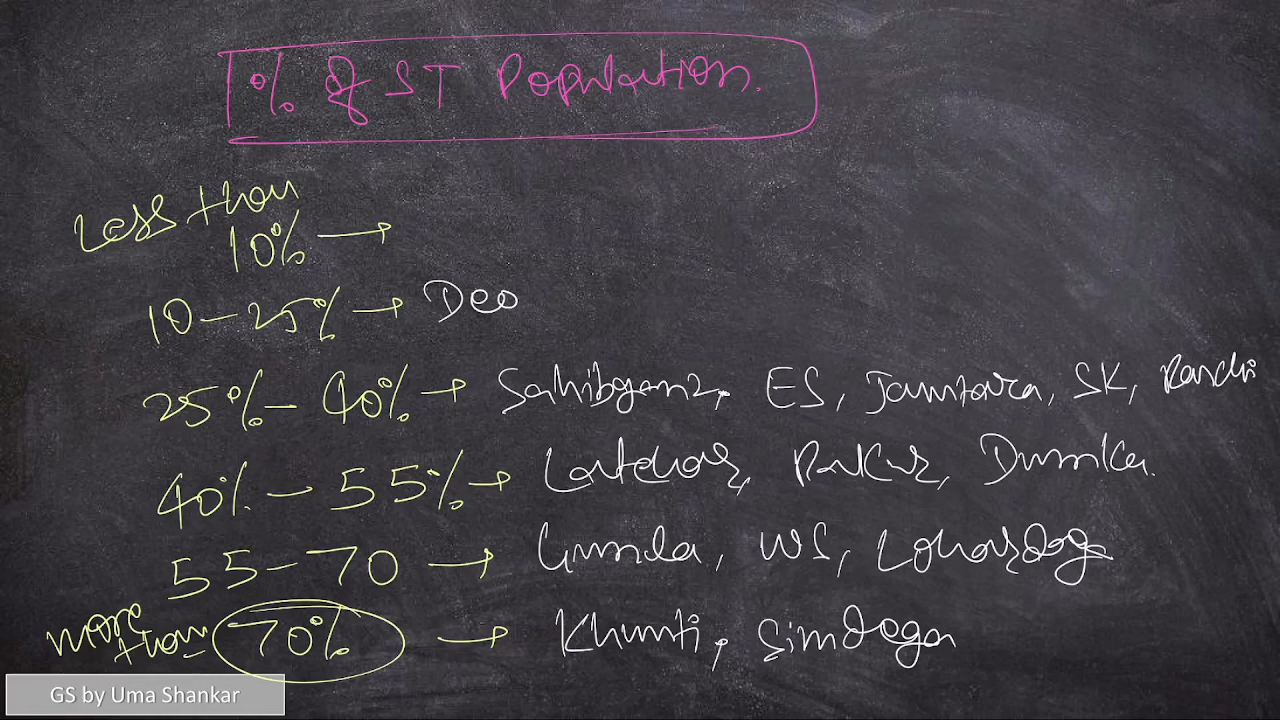 % of ST Population.
Less than
10% →
10-25% → Deo
25% - 40% → Sahibganz, ES, Jamtara, SK, Ranchi
40% - 55% → Latehar, Pakur, Dumka.
55-70 → Gumla, WS, Lohardaga
more than 70% → Khunti, Simdega
GS by Uma Shankar